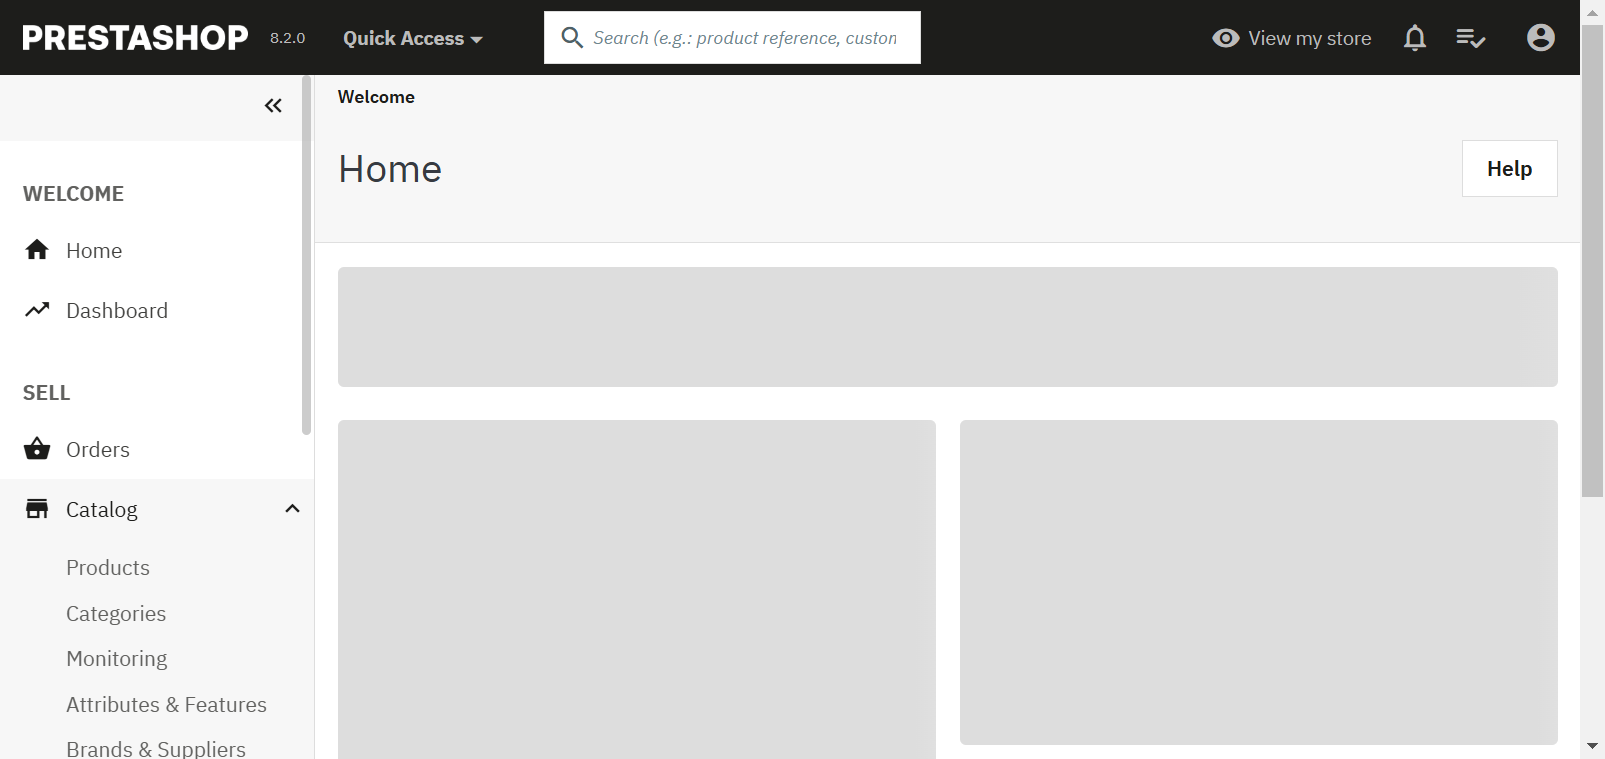 PRESTASHOP 8.2.0 Quick Access Search (e.g.: product reference, custon View my store
Welcome
Home
Help
WELCOME
Home
Dashboard
SELL
Orders
Catalog
Products
Categories
Monitoring
Attributes & Features
Brands & Suppliers